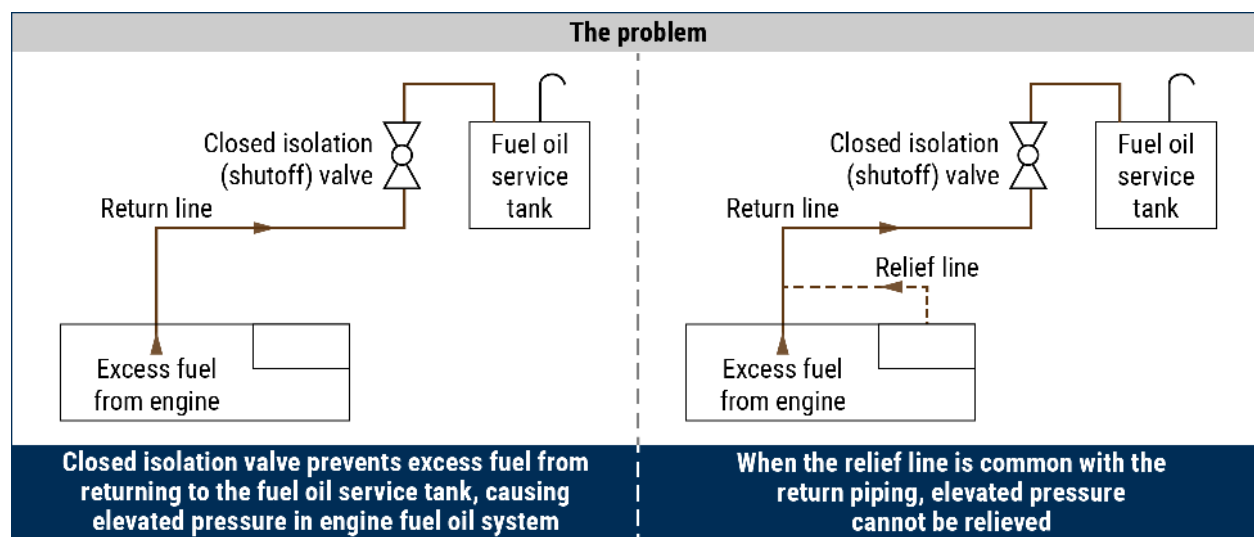 The problem
Closed isolation
(shutoff) valve
Fuel oil
service
tank
Return line
Excess fuel
from engine
Closed isolation valve prevents excess fuel from
returning to the fuel oil service tank, causing
elevated pressure in engine fuel oil system
Closed isolation
(shutoff) valve
Fuel oil
service
tank
Return line
Relief line
Excess fuel
from engine
When the relief line is common with the
return piping, elevated pressure
cannot be relieved